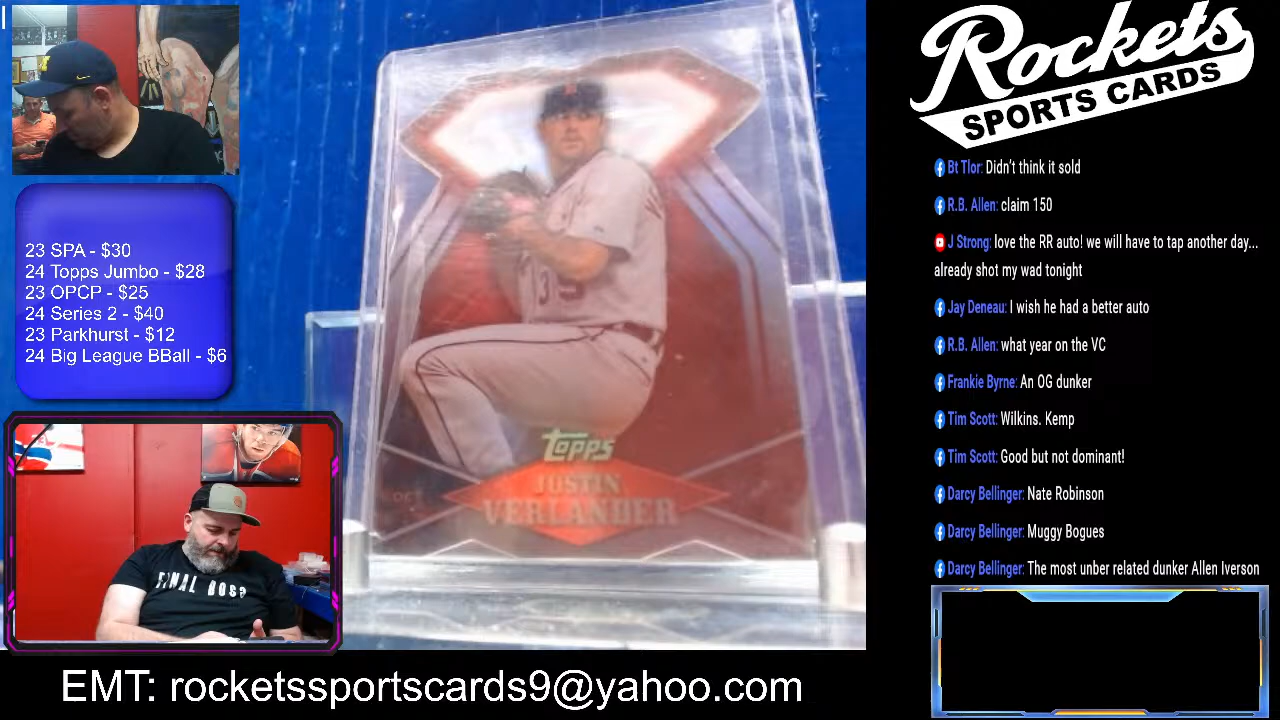 23 SPA - $30
24 Topps Jumbo - $28
23 OPCP - $25
24 Series 2 - $40
23 Parkhurst - $12
24 Big League BBall - $6
FINAL BOSS
topps
JUSTIN
VERLANDER
35
EMT: rocketssportscards9@yahoo.com
Rockets
SPORTS CARDS
Bt Tlor: Didn't think it sold
R.B. Allen: claim 150
J Strong: love the RR auto! we will have to tap another day...
already shot my wad tonight
Jay Deneau: I wish he had a better auto
R.B. Allen: what year on the VC
Frankie Byrne: An OG dunker
Tim Scott: Wilkins. Kemp
Tim Scott: Good but not dominant!
Darcy Bellinger: Nate Robinson
Darcy Bellinger: Muggy Bogues
Darcy Bellinger: The most unber related dunker Allen Iverson